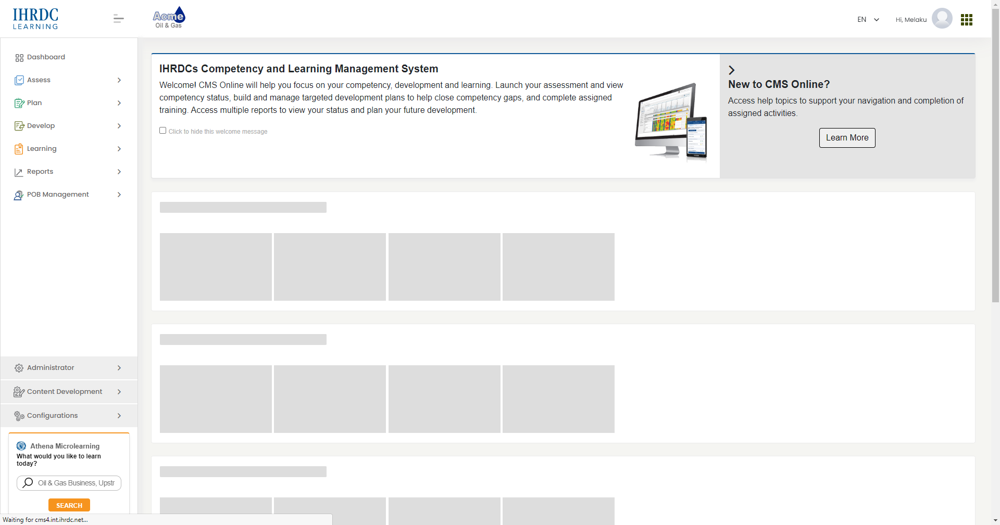 IHRDC
LEARNING
Acme
Oil & Gas
EN
Hi, Melaku
Dashboard
Assess
Plan
Develop
Learning
Reports
POB Management
Administrator
Content Development
Configurations
Athena Microlearning
What would you like to learn
today?
Oil & Gas Business, Upstr
SEARCH
IHRDCs Competency and Learning Management System
Welcome! CMS Online will help you focus on your competency, development and learning. Launch your assessment and view
competency status, build and manage targeted development plans to help close competency gaps, and complete assigned
training. Access multiple reports to view your status and plan your future development.
Click to hide this welcome message
New to CMS Online?
Access help topics to support your navigation and completion of
assigned activities.
Learn More
Waiting for cms4.int.ihrdc.net...